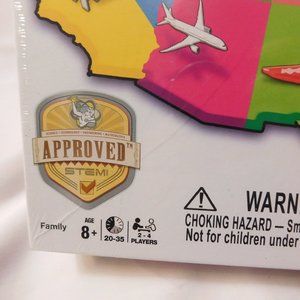 SCIENCE • TECHNOLOGY • ENGINEERING • MATHEMATICS
APPROVED™
STEM
Family
AGE
8+
20-35
2 - 4
PLAYERS
WARN
CHOKING HAZARD — Sm
Not for children under